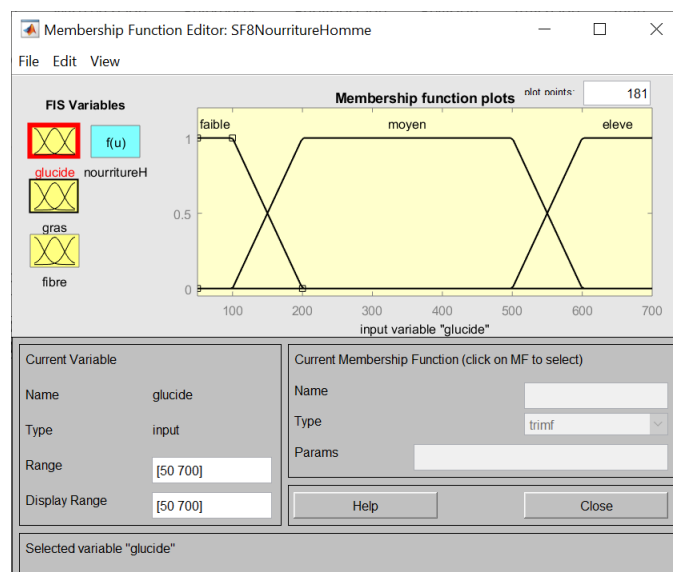 Membership Function Editor: SF8NourritureHomme
File Edit View
FIS Variables
f(u)
glucide nourritureH
gras
fibre
Membership function plots plot points: 181
faible moyen eleve
1
0.5
0
100 200 300 400 500 600 700
input variable "glucide"
Current Variable
Name glucide
Type input
Range [50 700]
Display Range [50 700]
Current Membership Function (click on MF to select)
Name
Type trimf
Params
Help Close
Selected variable "glucide"